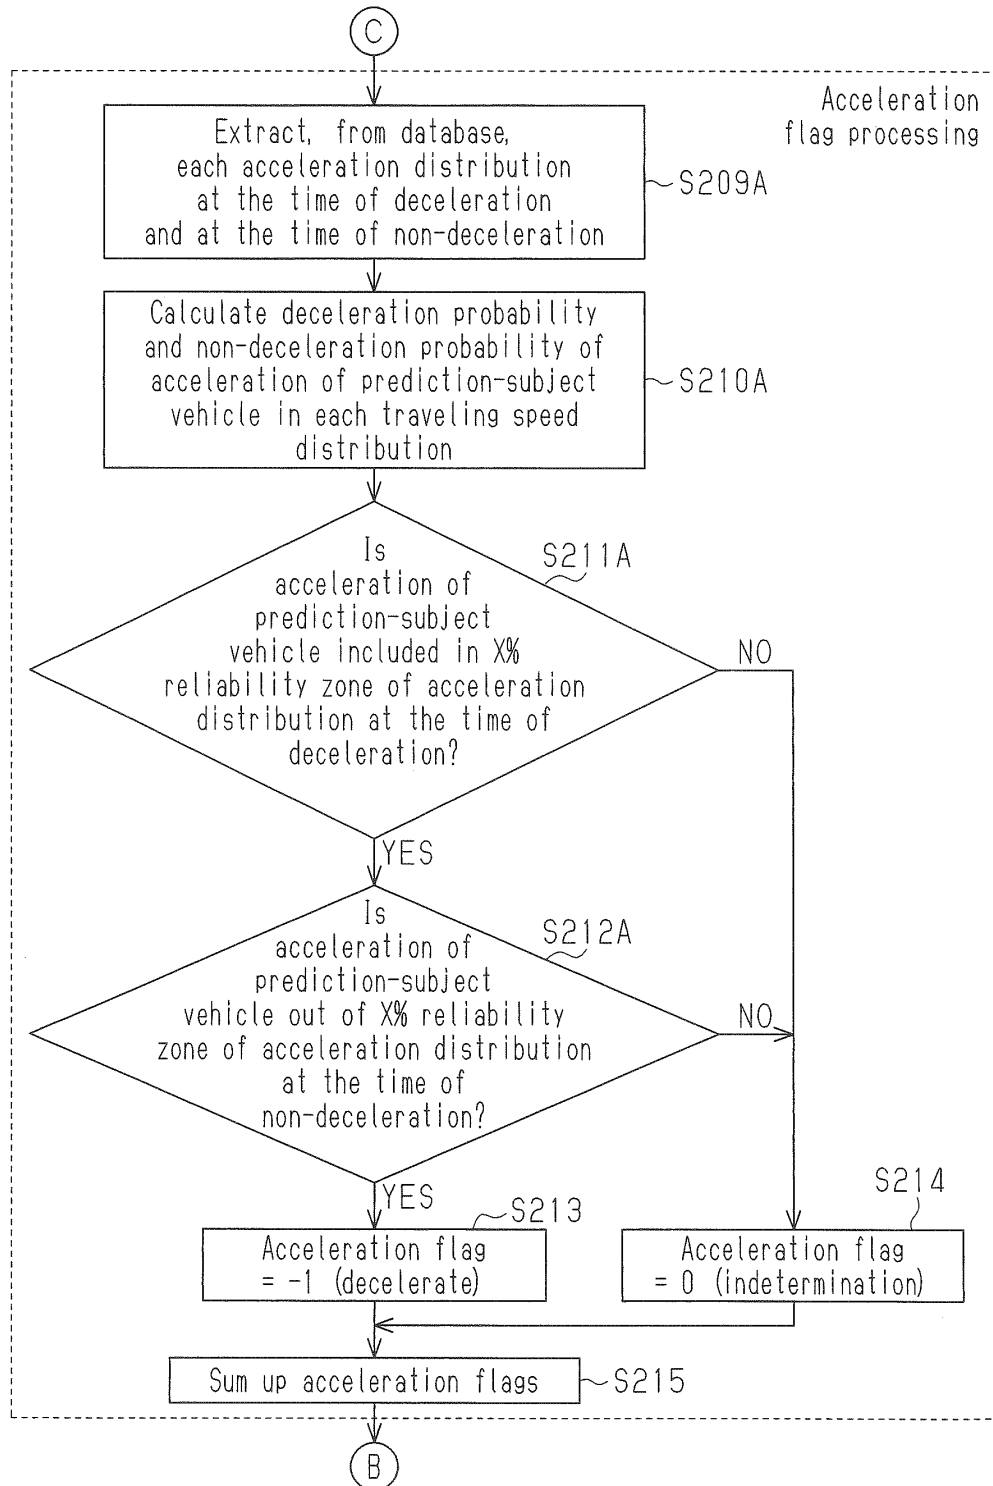 C
Acceleration
flag processing
Extract, from database,
each acceleration distribution
at the time of deceleration
and at the time of non-deceleration
S209A
Calculate deceleration probability
and non-deceleration probability of
acceleration of prediction-subject
vehicle in each traveling speed
distribution
S210A
Is
acceleration of
prediction-subject
vehicle included in X%
reliability zone of acceleration
distribution at the time of
deceleration?
S211A
NO
YES
Is
acceleration of
prediction-subject
vehicle out of X% reliability
zone of acceleration distribution
at the time of
non-deceleration?
S212A
NO
YES
S213
Acceleration flag
= -1 (decelerate)
S214
Acceleration flag
= 0 (indetermination)
Sum up acceleration flags
S215
B